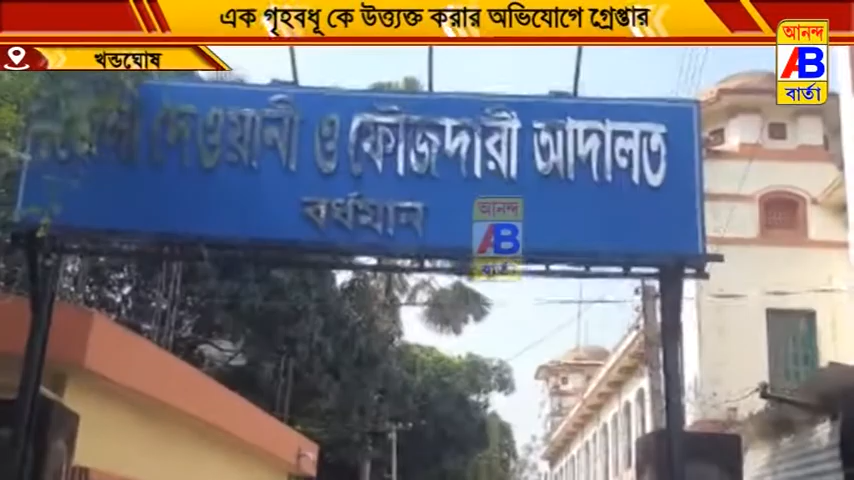 এক গৃহবধূ কে উত্ত্যক্ত করার অভিযোগে গ্রেপ্তার
আনন্দ
AB
বার্তা
খন্ডঘোষ
দেওয়ানী ও ফৌজদারী আদালত
বর্ধমান
আনন্দ
AB
বার্তা